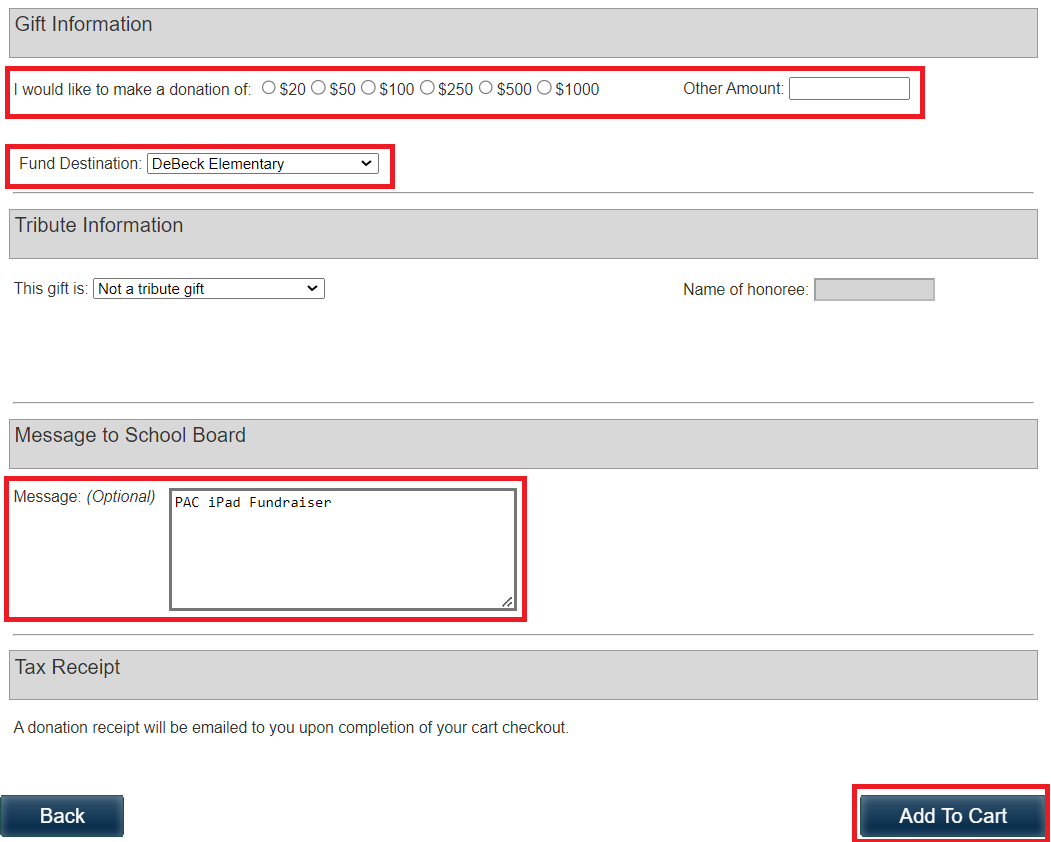 Gift Information
I would like to make a donation of: $20 $50 $100 $250 $500 $1000 Other Amount:
Fund Destination: DeBeck Elementary
Tribute Information
This gift is: Not a tribute gift Name of honoree:
Message to School Board
Message: (Optional) PAC iPad Fundraiser
Tax Receipt
A donation receipt will be emailed to you upon completion of your cart checkout.
Back Add To Cart